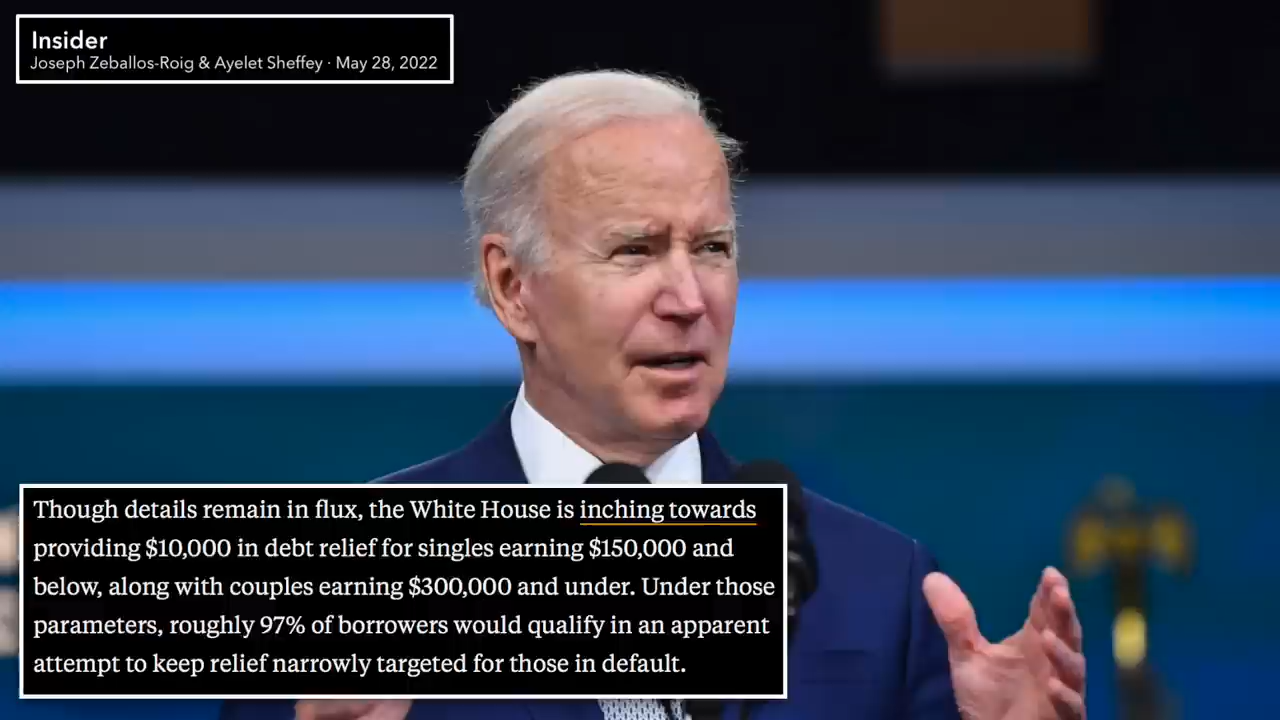 Insider
Joseph Zeballos-Roig & Ayelet Sheffey · May 28, 2022
Though details remain in flux, the White House is inching towards
providing $10,000 in debt relief for singles earning $150,000 and
below, along with couples earning $300,000 and under. Under those
parameters, roughly 97% of borrowers would qualify in an apparent
attempt to keep relief narrowly targeted for those in default.